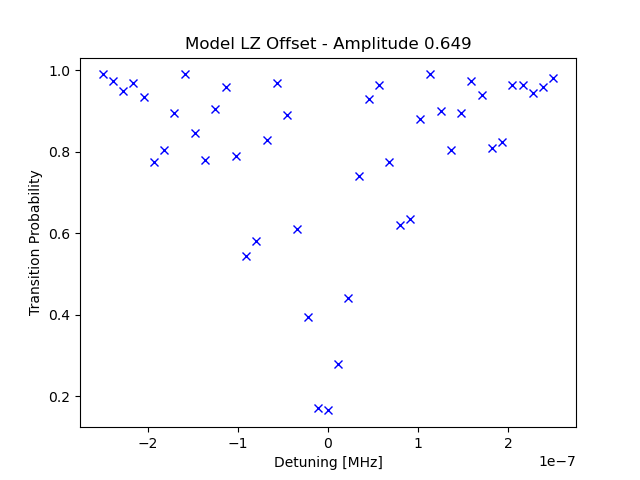 Model LZ Offset - Amplitude 0.649
Transition Probability
1.0
0.8
0.6
0.4
0.2
−2
−1
0
1
2
1e−7
Detuning [MHz]